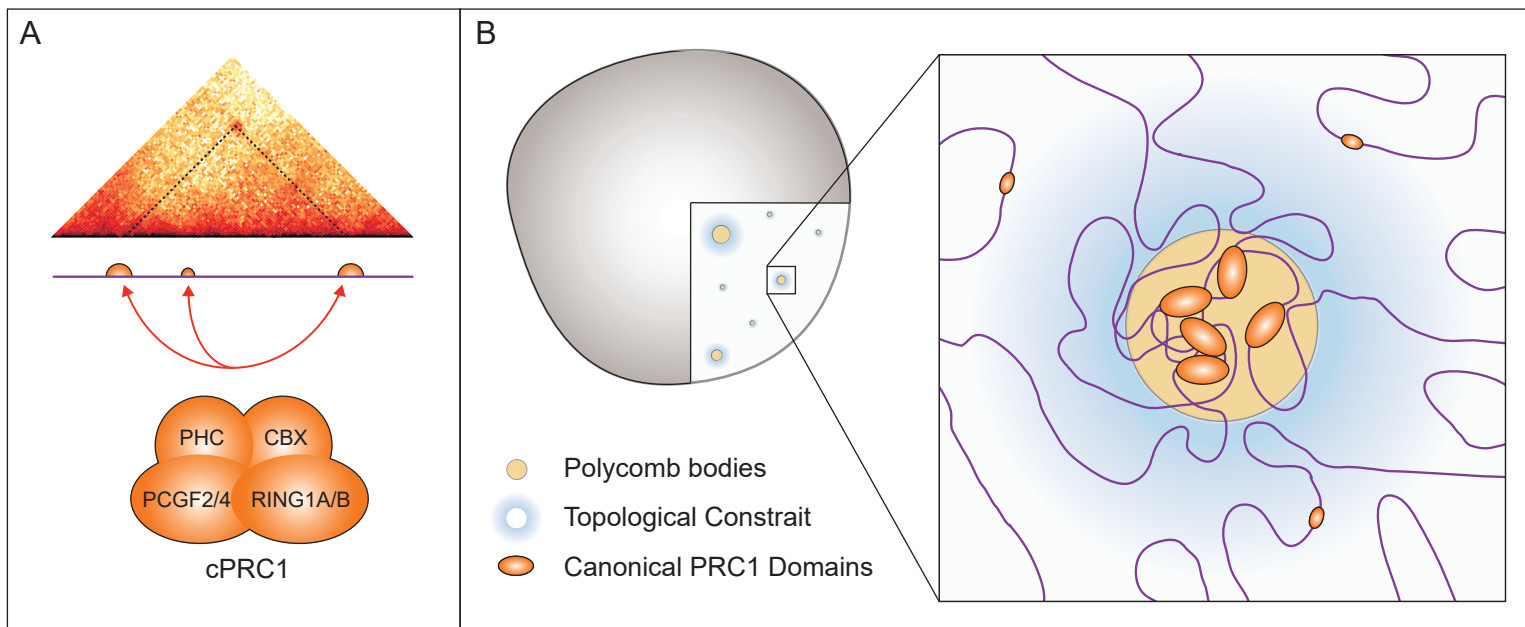 A
PHC
CBX
PCGF2/4
RING1A/B
cPRC1
B
Polycomb bodies
Topological Constrait
Canonical PRC1 Domains